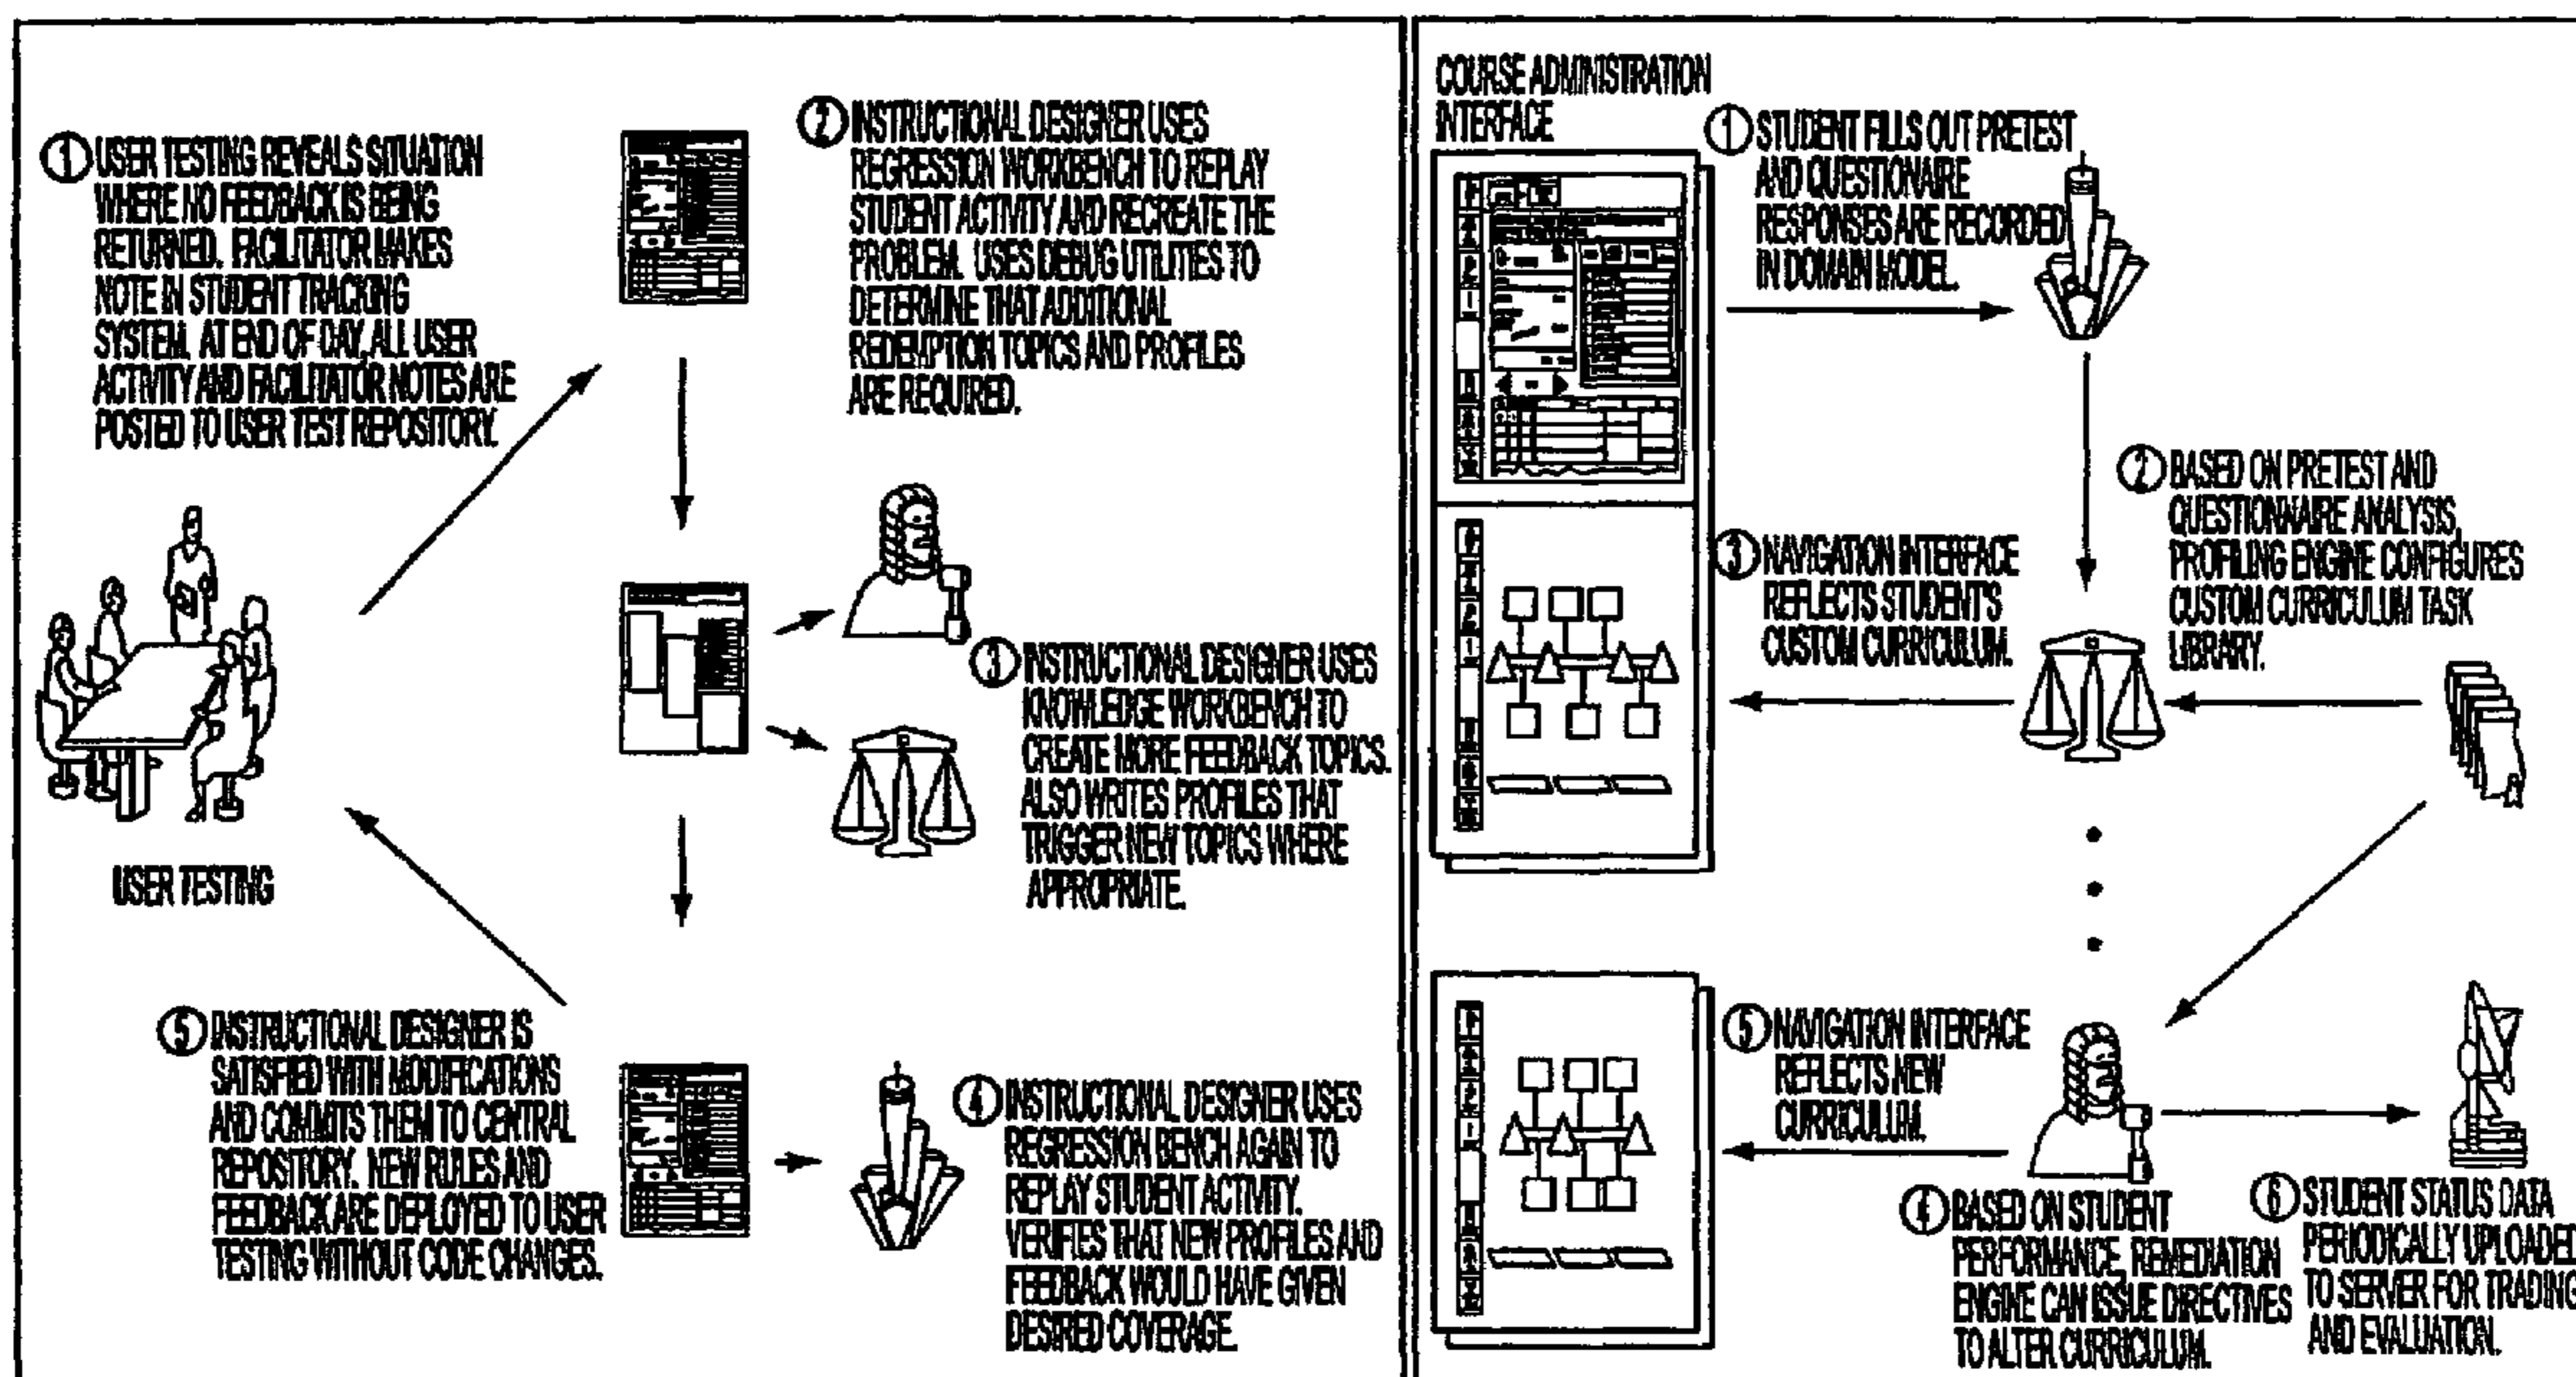 ① USER TESTING REVEALS SITUATION
WHERE NO FEEDBACK IS BEING
RETURNED. FACILITATOR MAKES
NOTE IN STUDENT TRACKING
SYSTEM. AT END OF DAY, ALL USER
ACTIVITY AND FACILITATOR NOTES ARE
POSTED TO USER TEST REPOSITORY.
② INSTRUCTIONAL DESIGNER USES
REGRESSION WORKBENCH TO REPLAY
STUDENT ACTIVITY AND RECREATE THE
PROBLEM. USES DEBUG UTILITIES TO
DETERMINE THAT ADDITIONAL
REDEMPTION TOPICS AND PROFILES
ARE REQUIRED.
③ INSTRUCTIONAL DESIGNER USES
KNOWLEDGE WORKBENCH TO
CREATE MORE FEEDBACK TOPICS.
ALSO WRITES PROFILES THAT
TRIGGER NEW TOPICS WHERE
APPROPRIATE.
USER TESTING
④ INSTRUCTIONAL DESIGNER USES
REGRESSION BENCH AGAIN TO
REPLAY STUDENT ACTIVITY.
VERIFIES THAT NEW PROFILES AND
FEEDBACK WOULD HAVE GIVEN
DESIRED COVERAGE.
⑤ INSTRUCTIONAL DESIGNER IS
SATISFIED WITH MODIFICATIONS
AND COMMITS THEM TO CENTRAL
REPOSITORY. NEW RULES AND
FEEDBACK ARE DEPLOYED TO USER
TESTING WITHOUT CODE CHANGES.
COURSE ADMINISTRATION
INTERFACE
① STUDENT FILLS OUT PRETEST
AND QUESTIONAIRE
RESPONSES ARE RECORDED
IN DOMAIN MODEL.
② BASED ON PRETEST AND
QUESTIONNAIRE ANALYSIS,
PROFILING ENGINE CONFIGURES
CUSTOM CURRICULUM TASK
LIBRARY.
③ NAVIGATION INTERFACE
REFLECTS STUDENT'S
CUSTOM CURRICULUM.
④ BASED ON STUDENT
PERFORMANCE, REMEDIATION
ENGINE CAN ISSUE DIRECTIVES
TO ALTER CURRICULUM.
⑤ NAVIGATION INTERFACE
REFLECTS NEW
CURRICULUM.
⑥ STUDENT STATUS DATA
PERIODICALLY UPLOADED
TO SERVER FOR TRADING
AND EVALUATION.